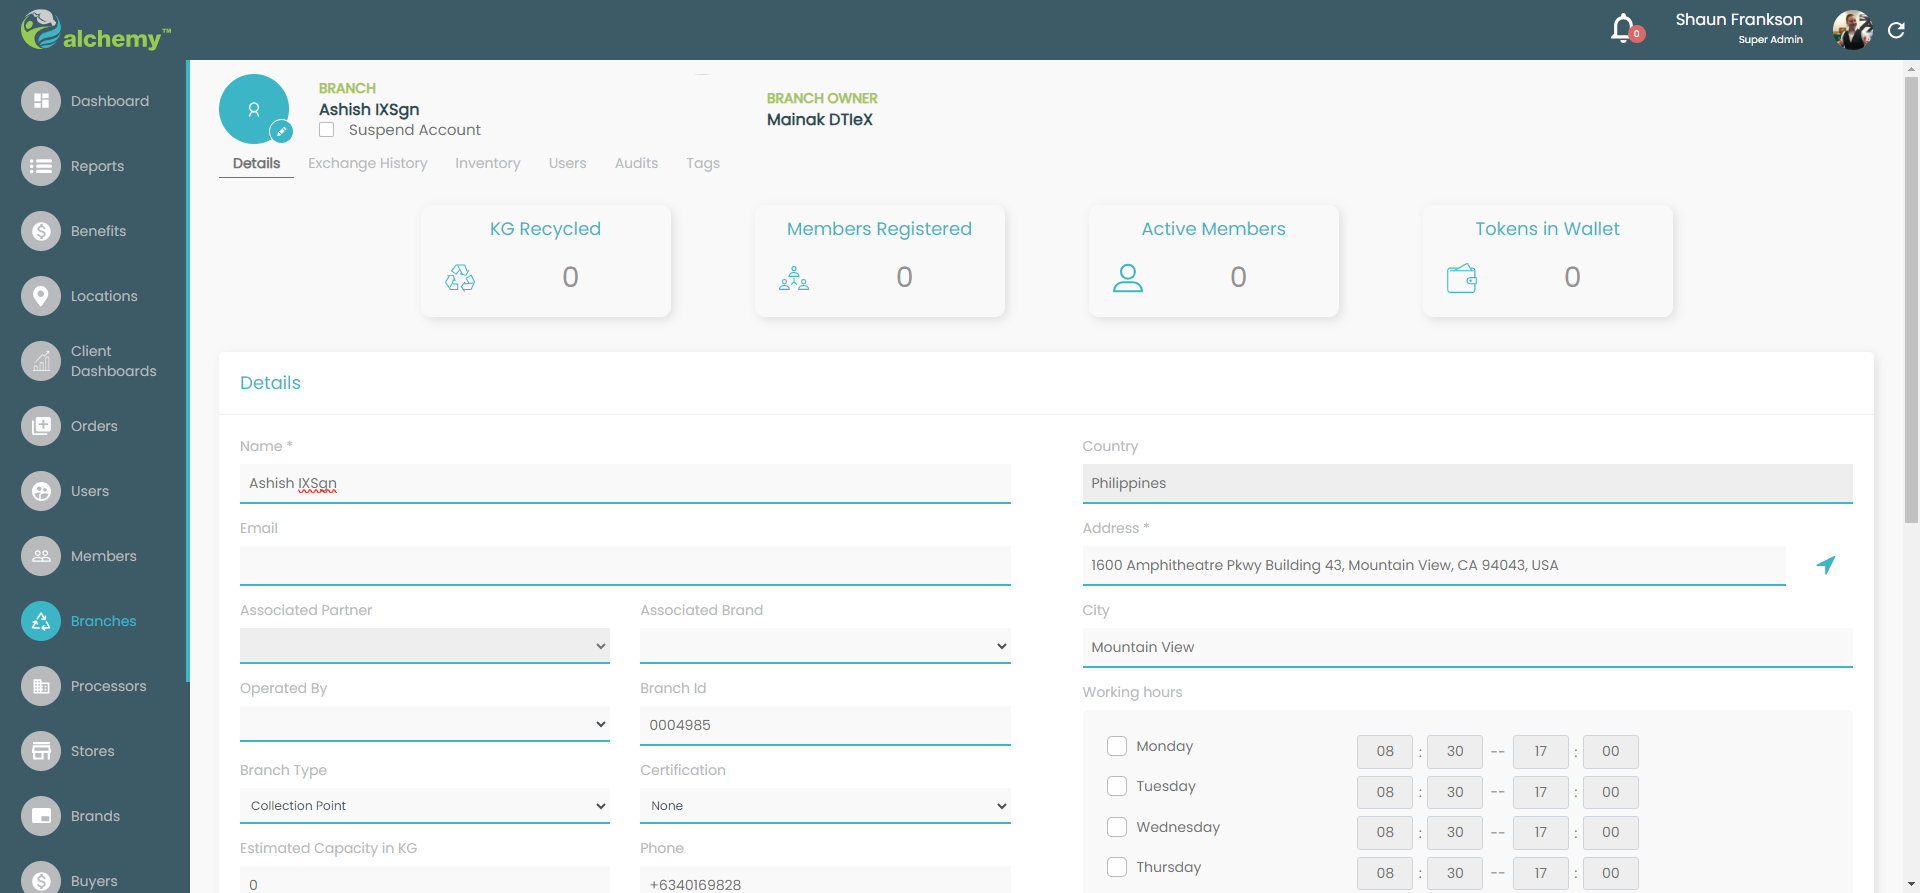 alchemy™
0
Shaun Frankson
Super Admin
Dashboard
Reports
Benefits
Locations
Client
Dashboards
Orders
Users
Members
Branches
Processors
Stores
Brands
Buyers
BRANCH
Ashish IXSgn
Suspend Account
BRANCH OWNER
Mainak DTleX
Details Exchange History Inventory Users Audits Tags
KG Recycled
0
Members Registered
0
Active Members
0
Tokens in Wallet
0
Details
Name *
Ashish IXSgn
Email
Associated Partner Associated Brand
Operated By Branch Id
0004985
Branch Type Certification
Collection Point None
Estimated Capacity in KG Phone
0 +6340169828
Country
Philippines
Address *
1600 Amphitheatre Pkwy Building 43, Mountain View, CA 94043, USA
City
Mountain View
Working hours
Monday 08 : 30 -- 17 : 00
Tuesday 08 : 30 -- 17 : 00
Wednesday 08 : 30 -- 17 : 00
Thursday 08 : 30 -- 17 : 00